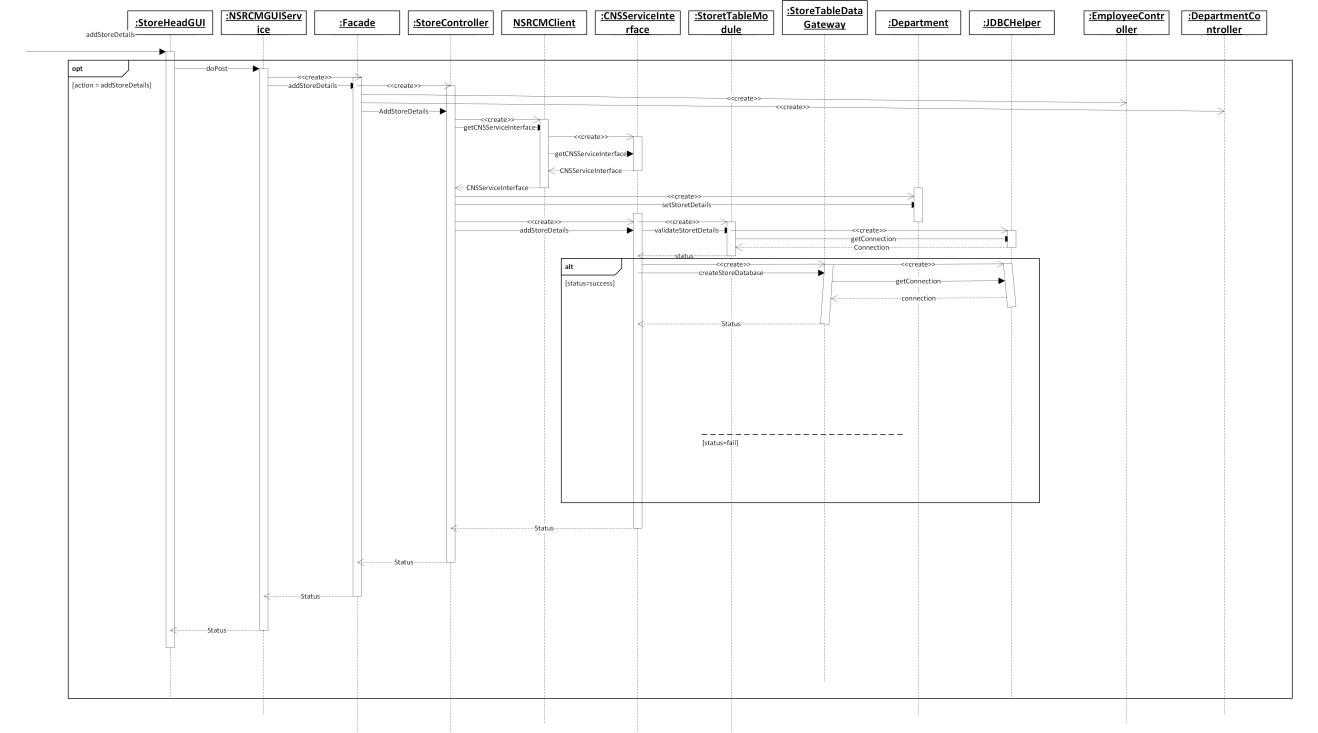 :StoreHeadGUI
:NSRCMGUIServ
ice
:Facade
:StoreController
NSRCMClient
:CNSServiceInte
rface
:StoretTableMo
dule
:StoreTableData
Gateway
:Department
:JDBCHelper
:EmployeeContr
oller
:DepartmentCo
ntroller
addStoreDetails
opt
[action = addStoreDetails]
doPost
<<create>>
addStoreDetails
<<create>>
<<create>>
<<create>>
AddStoreDetails
<<create>>
getCNSServiceInterface
<<create>>
getCNSServiceInterface
CNSServiceInterface
CNSServiceInterface
<<create>>
setStoretDetails
<<create>>
addStoreDetails
<<create>>
validateStoretDetails
<<create>>
getConnection
Connection
status
alt
[status=success]
<<create>>
createStoreDatabase
<<create>>
getConnection
connection
Status
[status=fail]
Status
Status
Status
Status